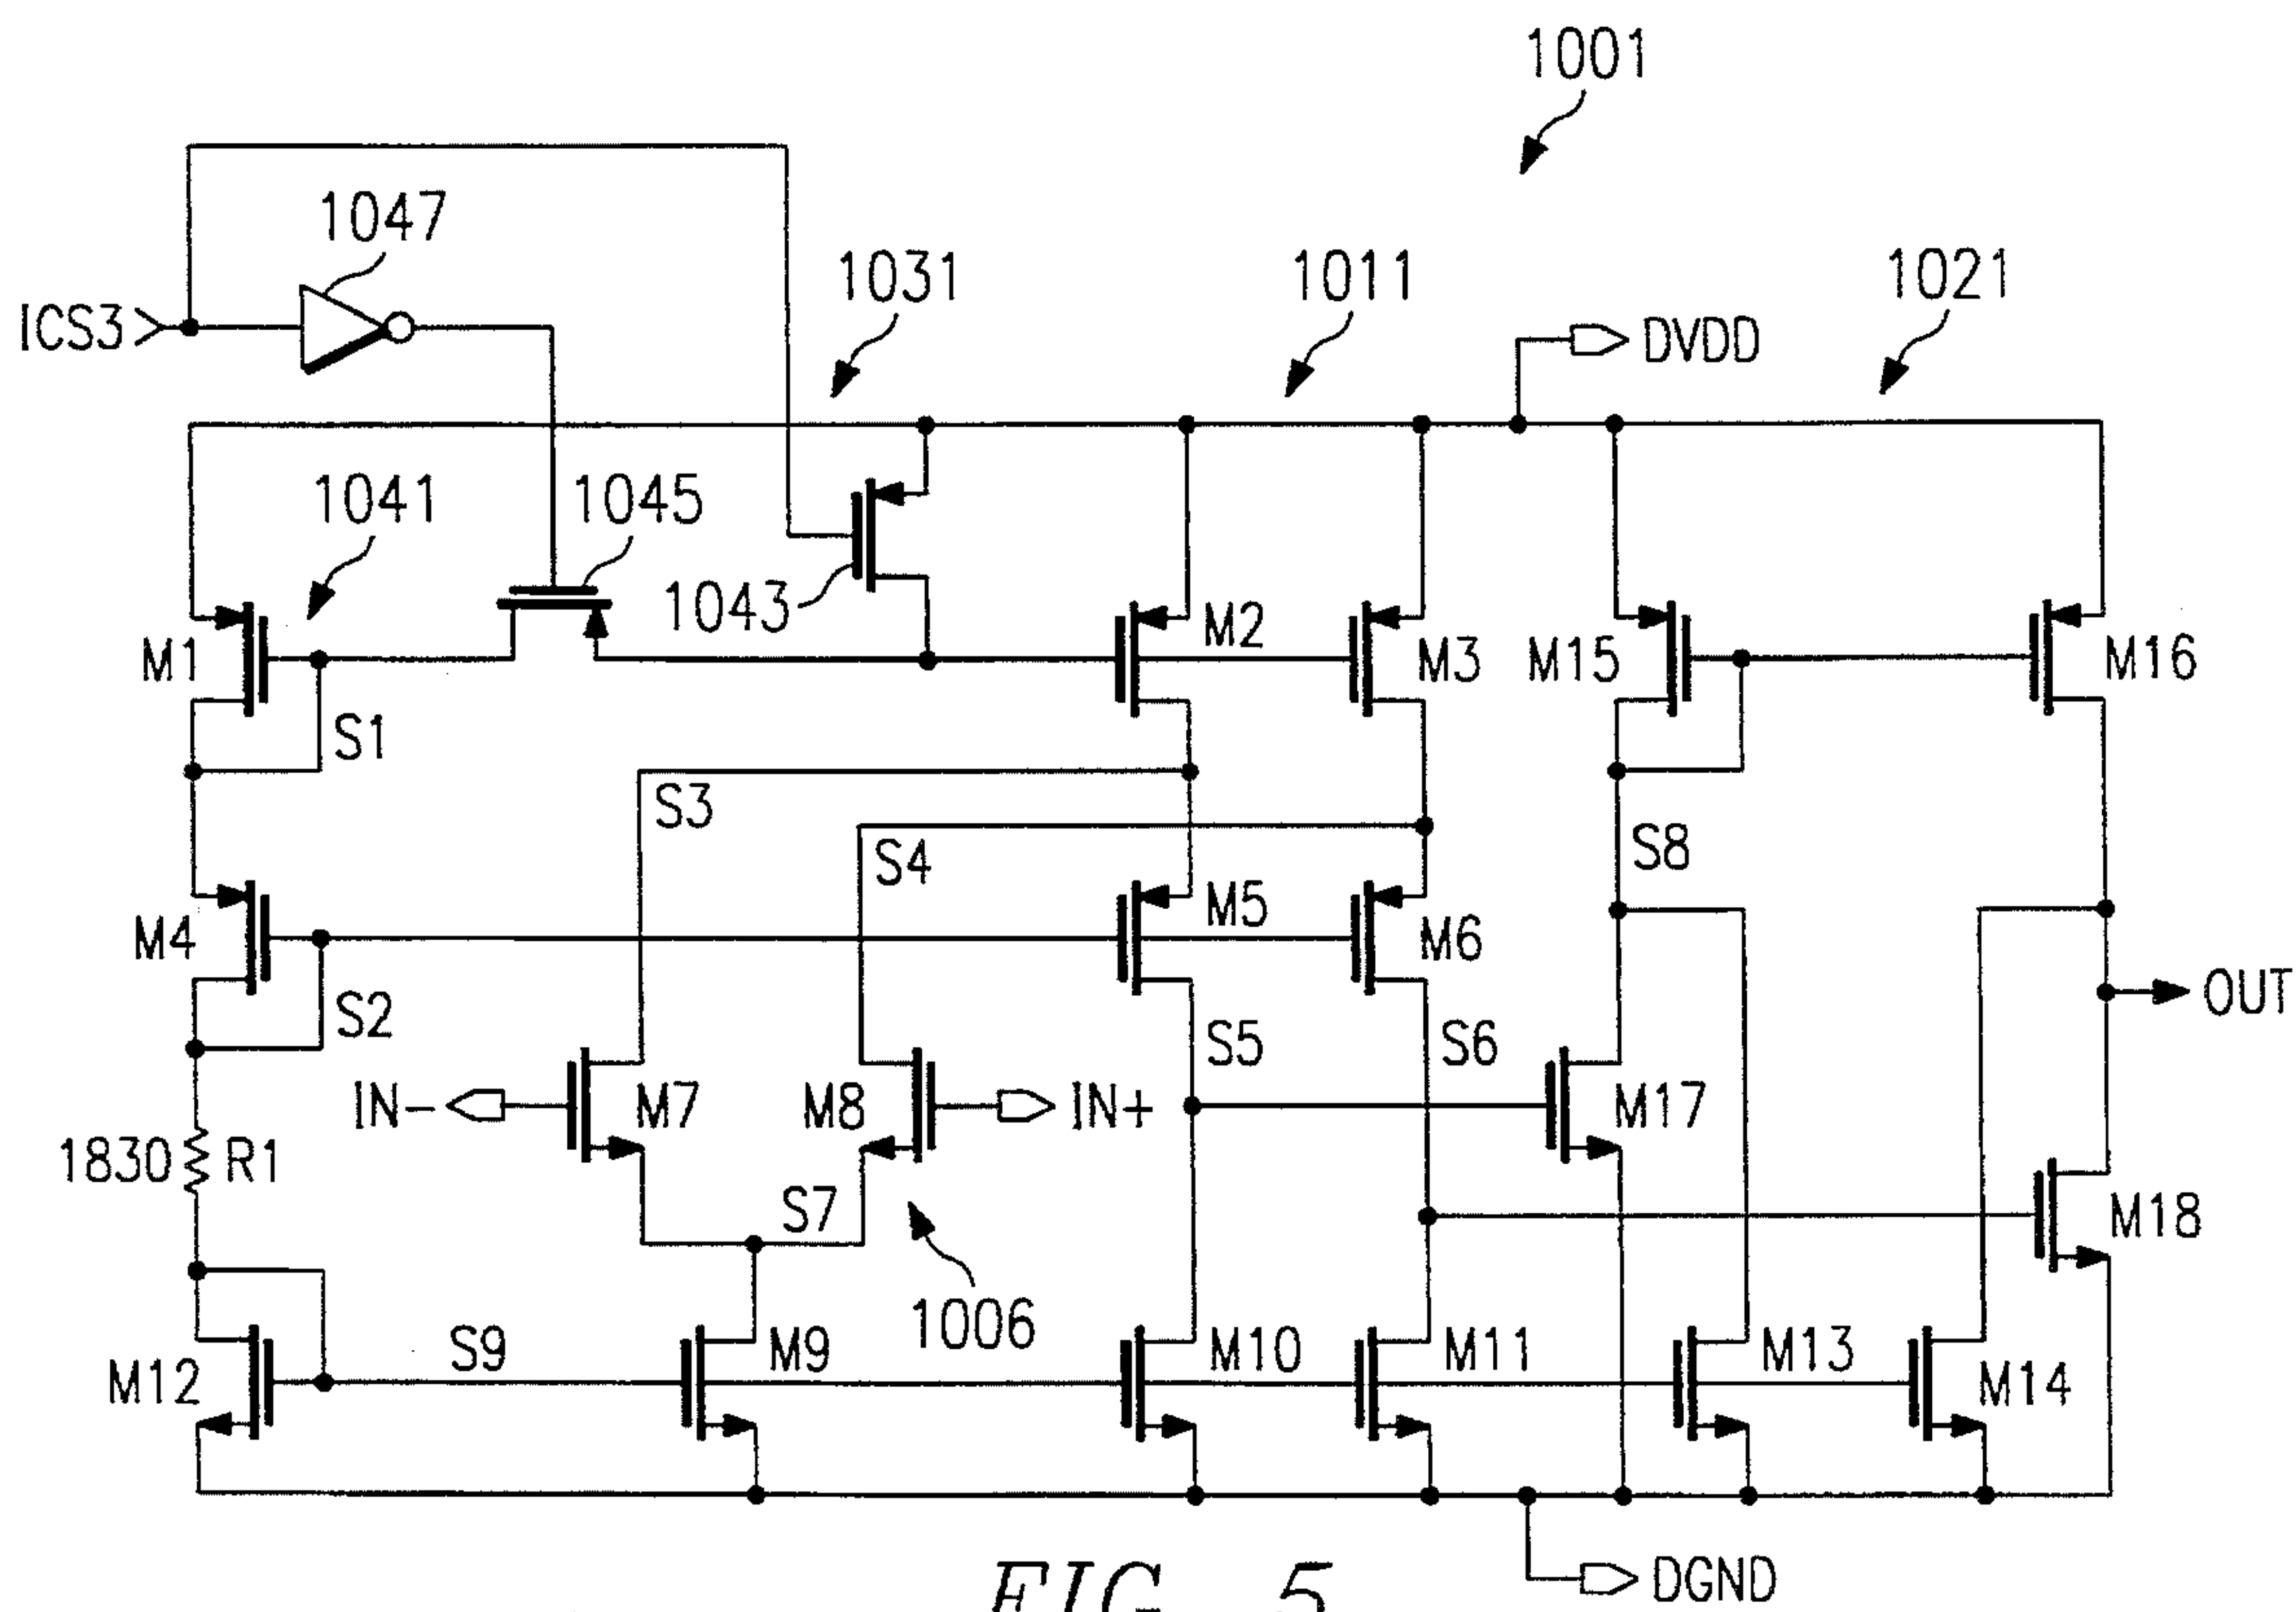 1001
1047
1031
1011
1021
ICS3
DVDD
1041
1045
1043
M1
M2
M3
M15
M16
S1
S3
S4
S8
M4
M5
M6
S2
S5
S6
OUT
IN-
M7
M8
IN+
M17
1830
R1
S7
M18
1006
M12
S9
M9
M10
M11
M13
M14
DGND
FIG. 5